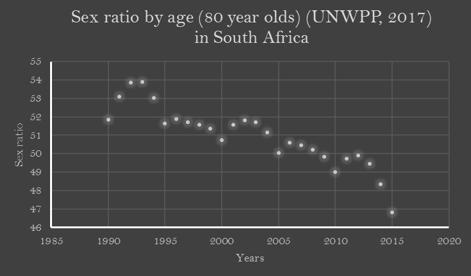 Sex ratio by age (80 year olds) (UNWPP, 2017)
in South Africa
55
54
53
52
51
50
49
48
47
46
Sex ratio
1985 1990 1995 2000 2005 2010 2015 2020
Years